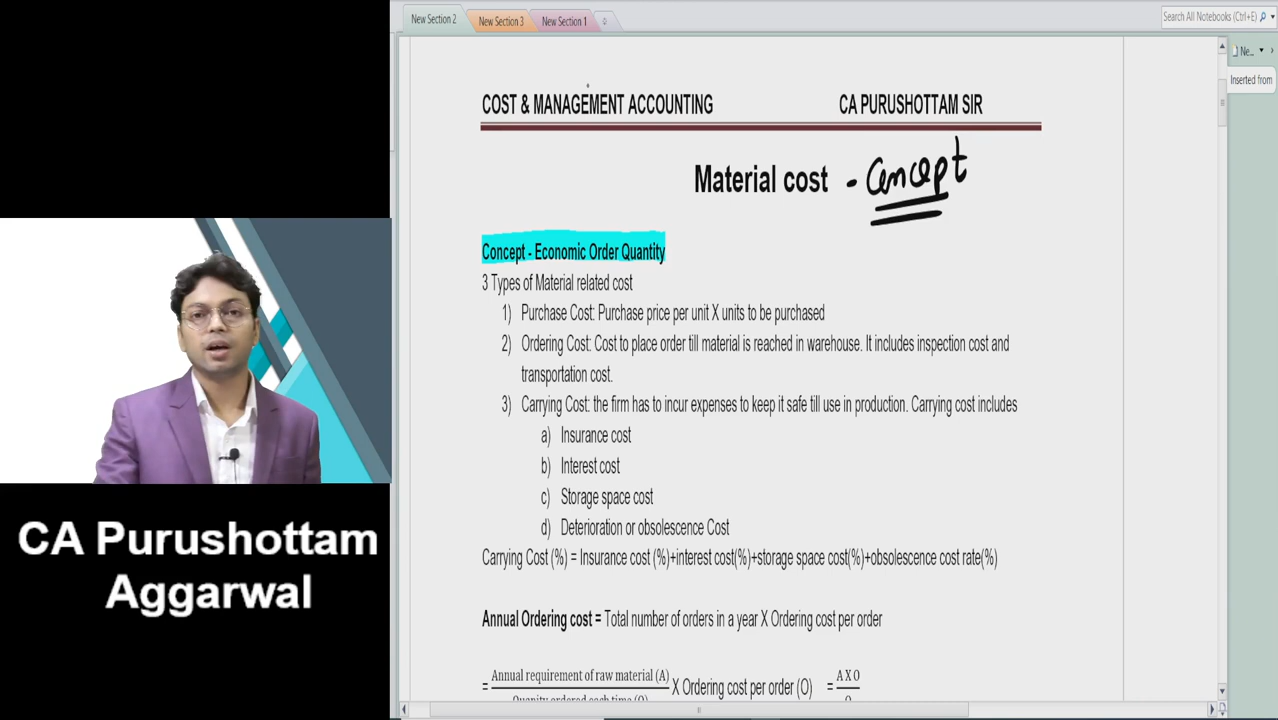 New Section 2
New Section 3
New Section 1
Search All Notebooks (Ctrl+E)
Ne...
Inserted from
COST & MANAGEMENT ACCOUNTING
CA PURUSHOTTAM SIR
Material cost - Concept
Concept - Economic Order Quantity
3 Types of Material related cost
1) Purchase Cost: Purchase price per unit X units to be purchased
2) Ordering Cost: Cost to place order till material is reached in warehouse. It includes inspection cost and
transportation cost.
3) Carrying Cost: the firm has to incur expenses to keep it safe till use in production. Carrying cost includes
a) Insurance cost
b) Interest cost
c) Storage space cost
d) Deterioration or obsolescence Cost
Carrying Cost (%) = Insurance cost (%)+interest cost(%)+storage space cost(%)+obsolescence cost rate(%)
Annual Ordering cost = Total number of orders in a year X Ordering cost per order
Annual requirement of raw material (A)
= X Ordering cost per order (O) = A X O
CA Purushottam
Aggarwal